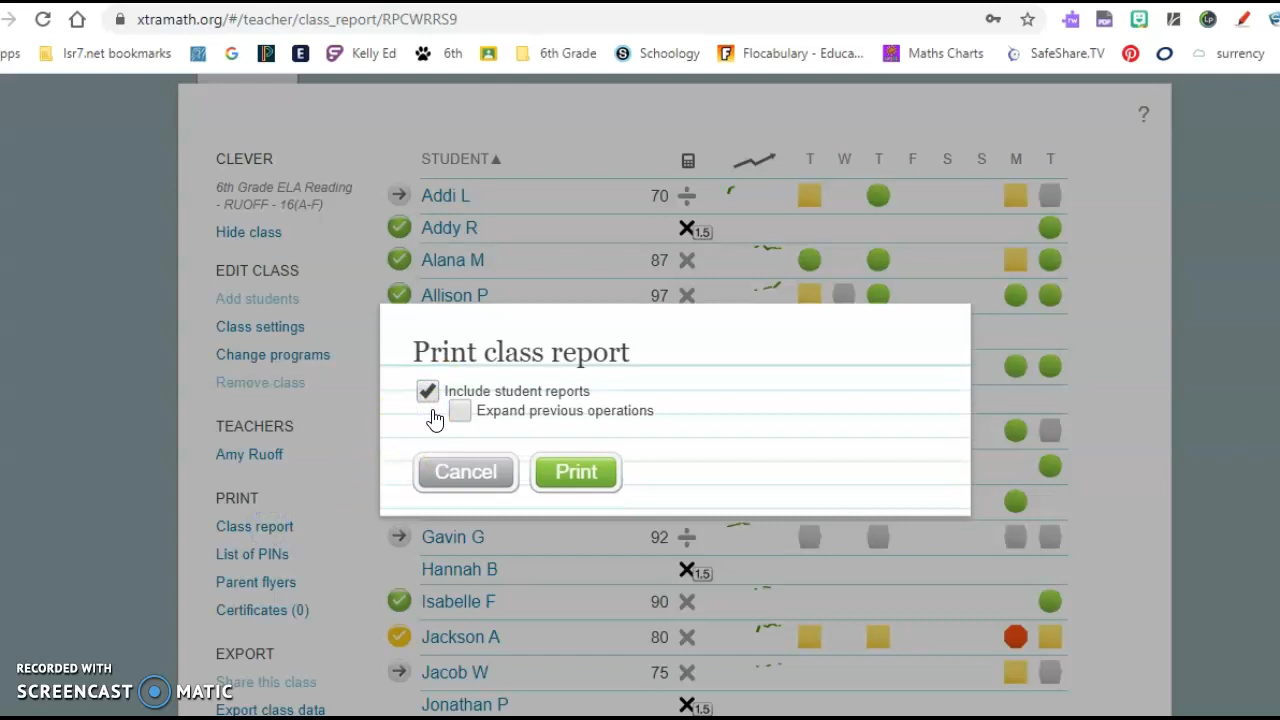 xtramath.org/#/teacher/class_report/RPCWRRS9
pps lsr7.net bookmarks G P E Kelly Ed 6th 6th Grade S Schoology F Flocabulary - Educa... Maths Charts SafeShare.TV surrency
?
CLEVER
6th Grade ELA Reading
- RUOFF - 16(A-F)
Hide class
EDIT CLASS
Add students
Class settings
Change programs
Remove class
TEACHERS
Amy Ruoff
PRINT
Class report
List of PINs
Parent flyers
Certificates (0)
EXPORT
Share this class
Export class data
STUDENT▲ T W T F S S M T
Addi L 70 ÷
Addy R ×1.5
Alana M 87 ×
Allison P 97 ×
Print class report
Include student reports
Expand previous operations
Cancel Print
Gavin G 92 ÷
Hannah B ×1.5
Isabelle F 90 ×
Jackson A 80 ×
Jacob W 75 ×
Jonathan P ×1.5
RECORDED WITH
SCREENCAST MATIC